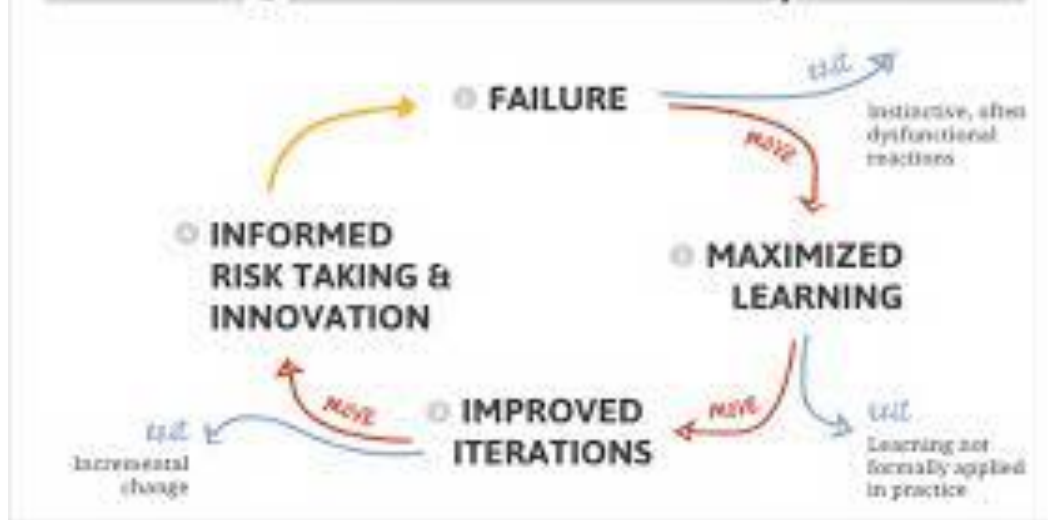 FAILURE
exit
Instinctive, often
dysfunctional
reactions
MOVE
MAXIMIZED
LEARNING
MOVE
exit
Learning not
formally applied
in practice
IMPROVED
ITERATIONS
MOVE
exit
Incremental
change
INFORMED
RISK TAKING &
INNOVATION